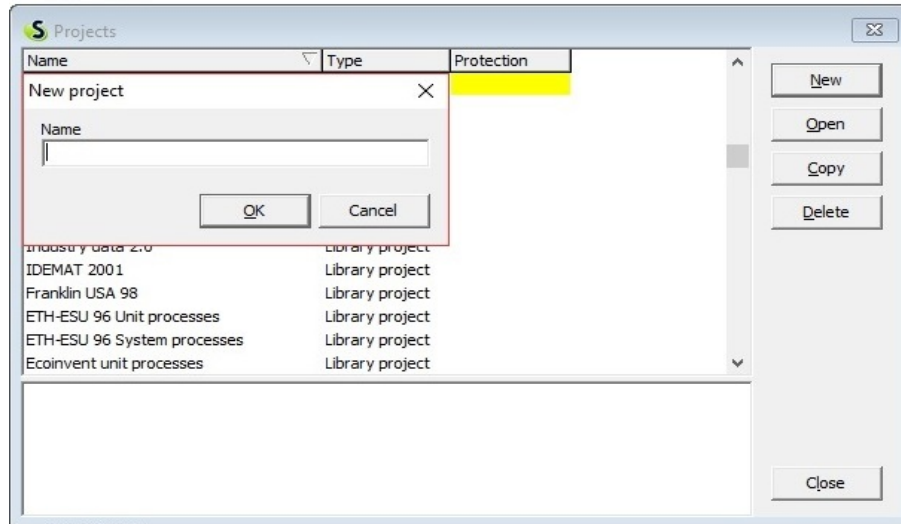 S Projects
Name Type Protection
New project
Name
OK Cancel
Industry data 2.0 Library project
IDEMAT 2001 Library project
Franklin USA 98 Library project
ETH-ESU 96 Unit processes Library project
ETH-ESU 96 System processes Library project
Ecoinvent unit processes Library project
New
Open
Copy
Delete
Close